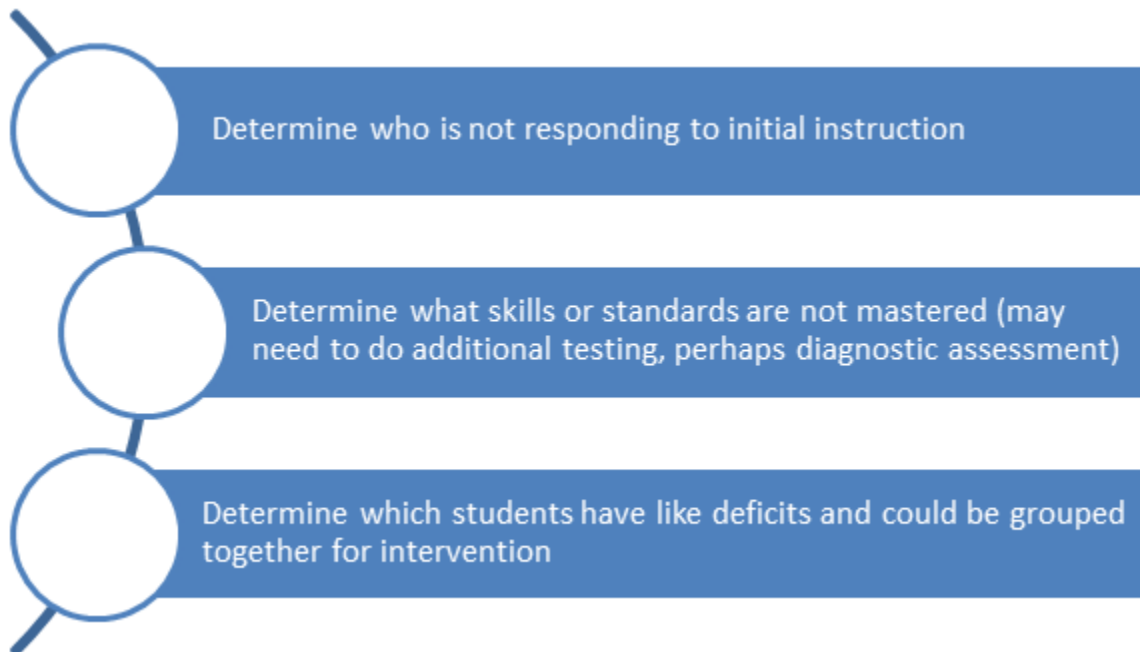 Determine who is not responding to initial instruction
Determine what skills or standards are not mastered (may
need to do additional testing, perhaps diagnostic assessment)
Determine which students have like deficits and could be grouped
together for intervention